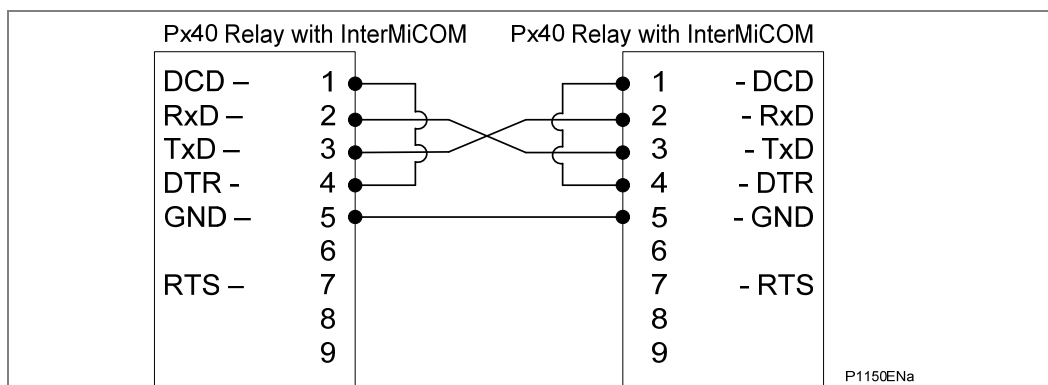 Px40 Relay with InterMiCOM Px40 Relay with InterMiCOM
DCD – 1 1 - DCD
RxD – 2 2 - RxD
TxD – 3 3 - TxD
DTR - 4 4 - DTR
GND – 5 5 - GND
6 6
RTS – 7 7 - RTS
8 8
9 9
P1150ENa